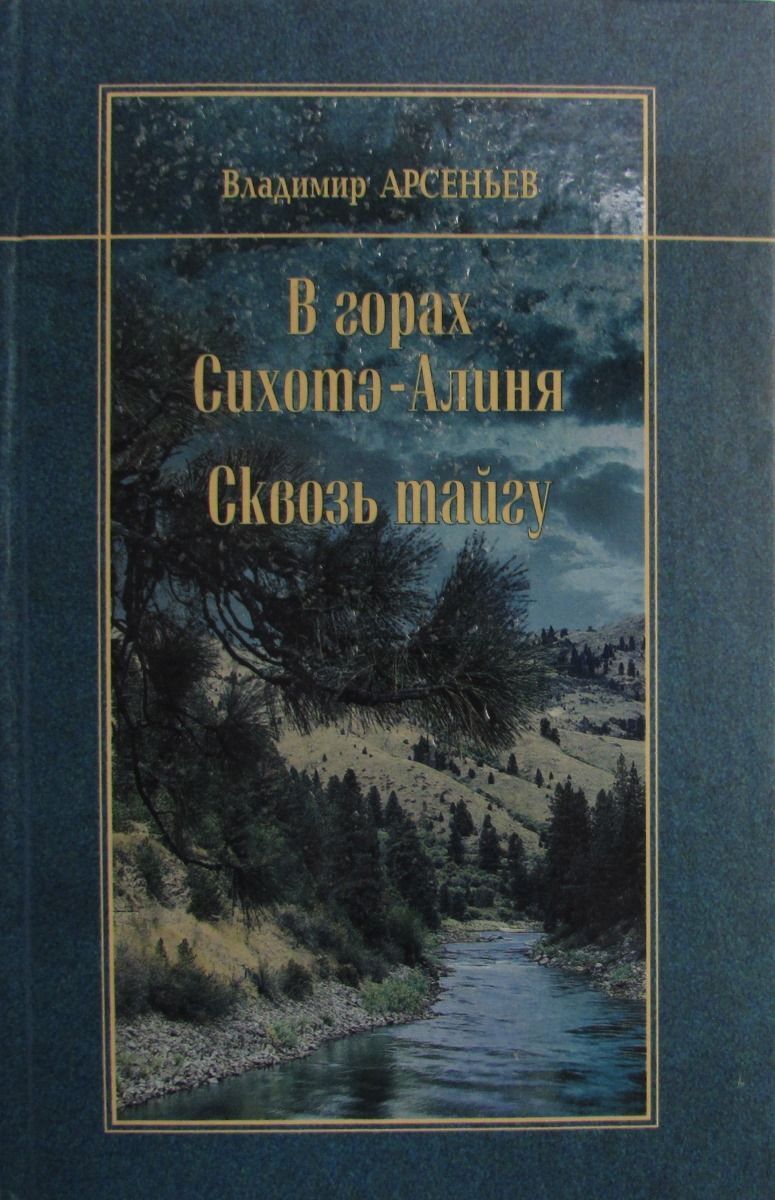 Владимир АРСЕНЬЕВ
В горах
Сихотэ-Алиня
Сквозь тайгу